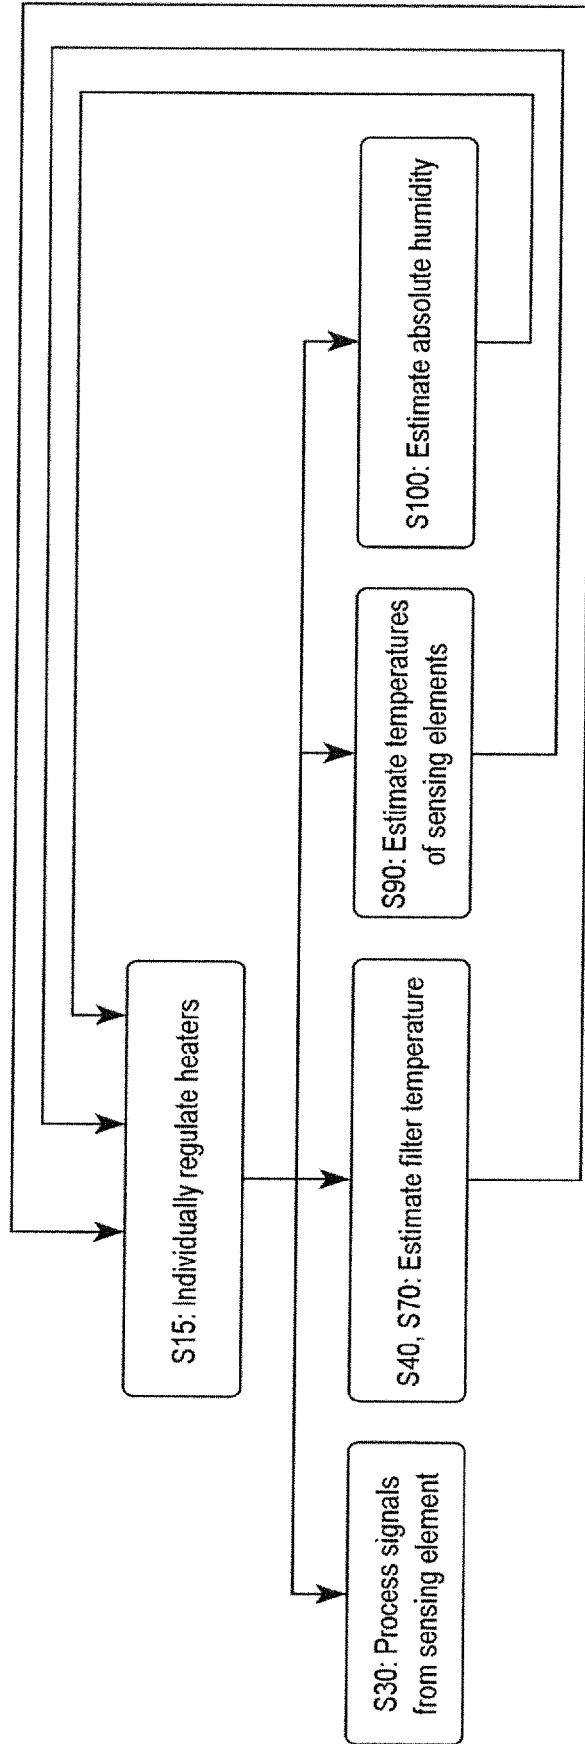 S15: Individually regulate heaters
S30: Process signals
from sensing element
S40, S70: Estimate filter temperature
S90: Estimate temperatures
of sensing elements
S100: Estimate absolute humidity